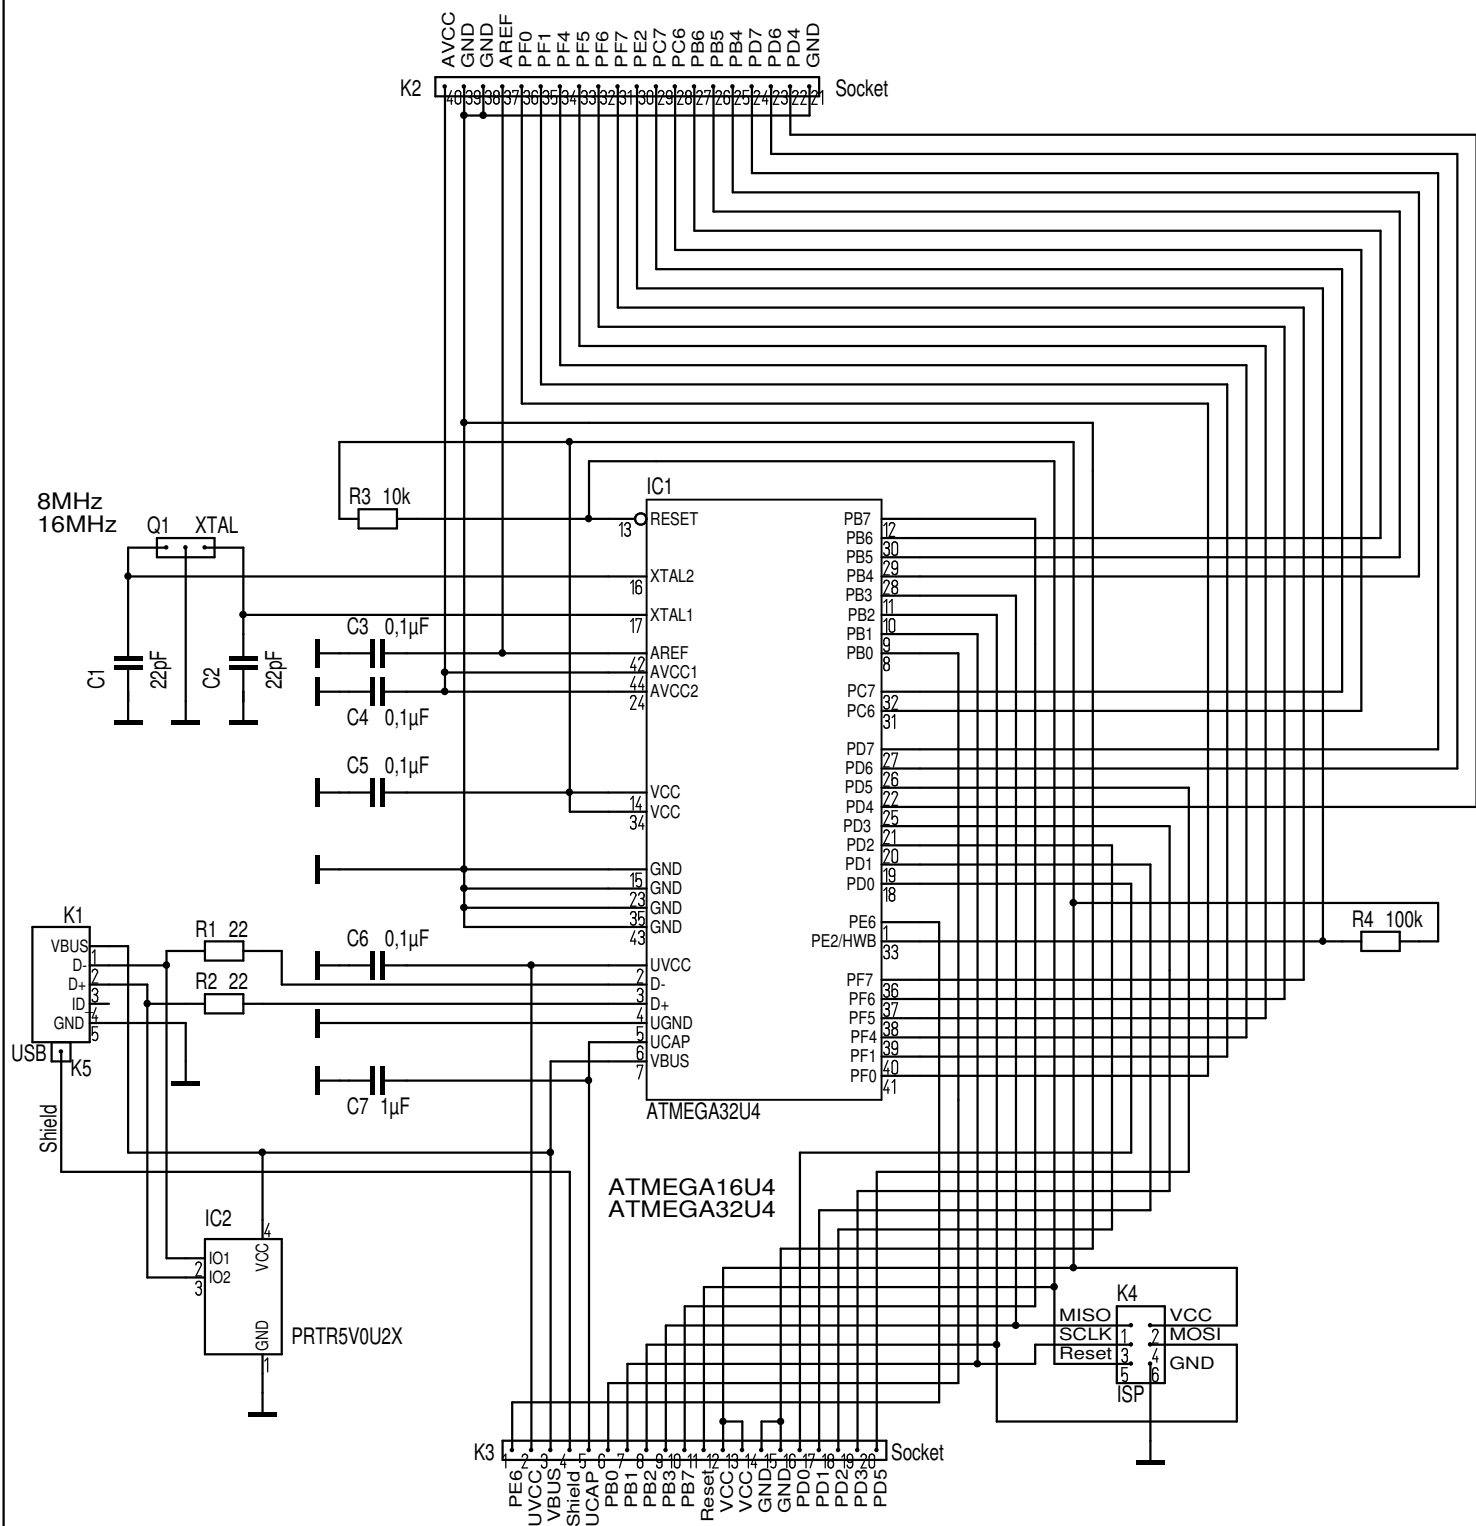 AVCC
GND
GND
AREF
PF0
PF1
PF4
PF5
PF6
PF7
PE2
PC7
PC6
PB6
PB5
PB4
PD7
PD6
PD4
GND
K2
40 39 38 37 36 35 34 33 32 31 30 29 28 27 26 25 24 23 22 21
Socket
8MHz
16MHz
Q1 XTAL
C1
22pF
C2
22pF
R3 10k
C3 0,1µF
C4 0,1µF
C5 0,1µF
C6 0,1µF
C7 1µF
R1 22
R2 22
R4 100k
IC1
13 RESET
16 XTAL2
17 XTAL1
42 AREF
44 AVCC1
24 AVCC2
14 VCC
34 VCC
15 GND
23 GND
35 GND
43 GND
2 UVCC
3 D-
4 D+
5 UGND
6 UCAP
7 VBUS
PB7 12
PB6 30
PB5 29
PB4 28
PB3 11
PB2 10
PB1 9
PB0 8
PC7 32
PC6 31
PD7 27
PD6 26
PD5 22
PD4 25
PD3 21
PD2 20
PD1 19
PD0 18
PE6 1
PE2/HWB 33
PF7 36
PF6 37
PF5 38
PF4 39
PF1 40
PF0 41
ATMEGA32U4
K1
VBUS 1
D- 2
D+ 3
ID 4
GND 5
USB
K5
Shield
ATMEGA16U4
ATMEGA32U4
IC2
IO1 2
IO2 3
VCC 4
GND 1
PRTR5V0U2X
K4
MISO 1
SCLK 3
Reset 5
2 VCC
4 MOSI
6 GND
ISP
K3
1 2 3 4 5 6 7 8 9 10 11 12 13 14 15 16 17 18 19 20
Socket
PE6
UVCC
VBUS
Shield
UCAP
PB0
PB1
PB2
PB3
PB7
Reset
VCC
VCC
GND
GND
PD0
PD1
PD2
PD3
PD5